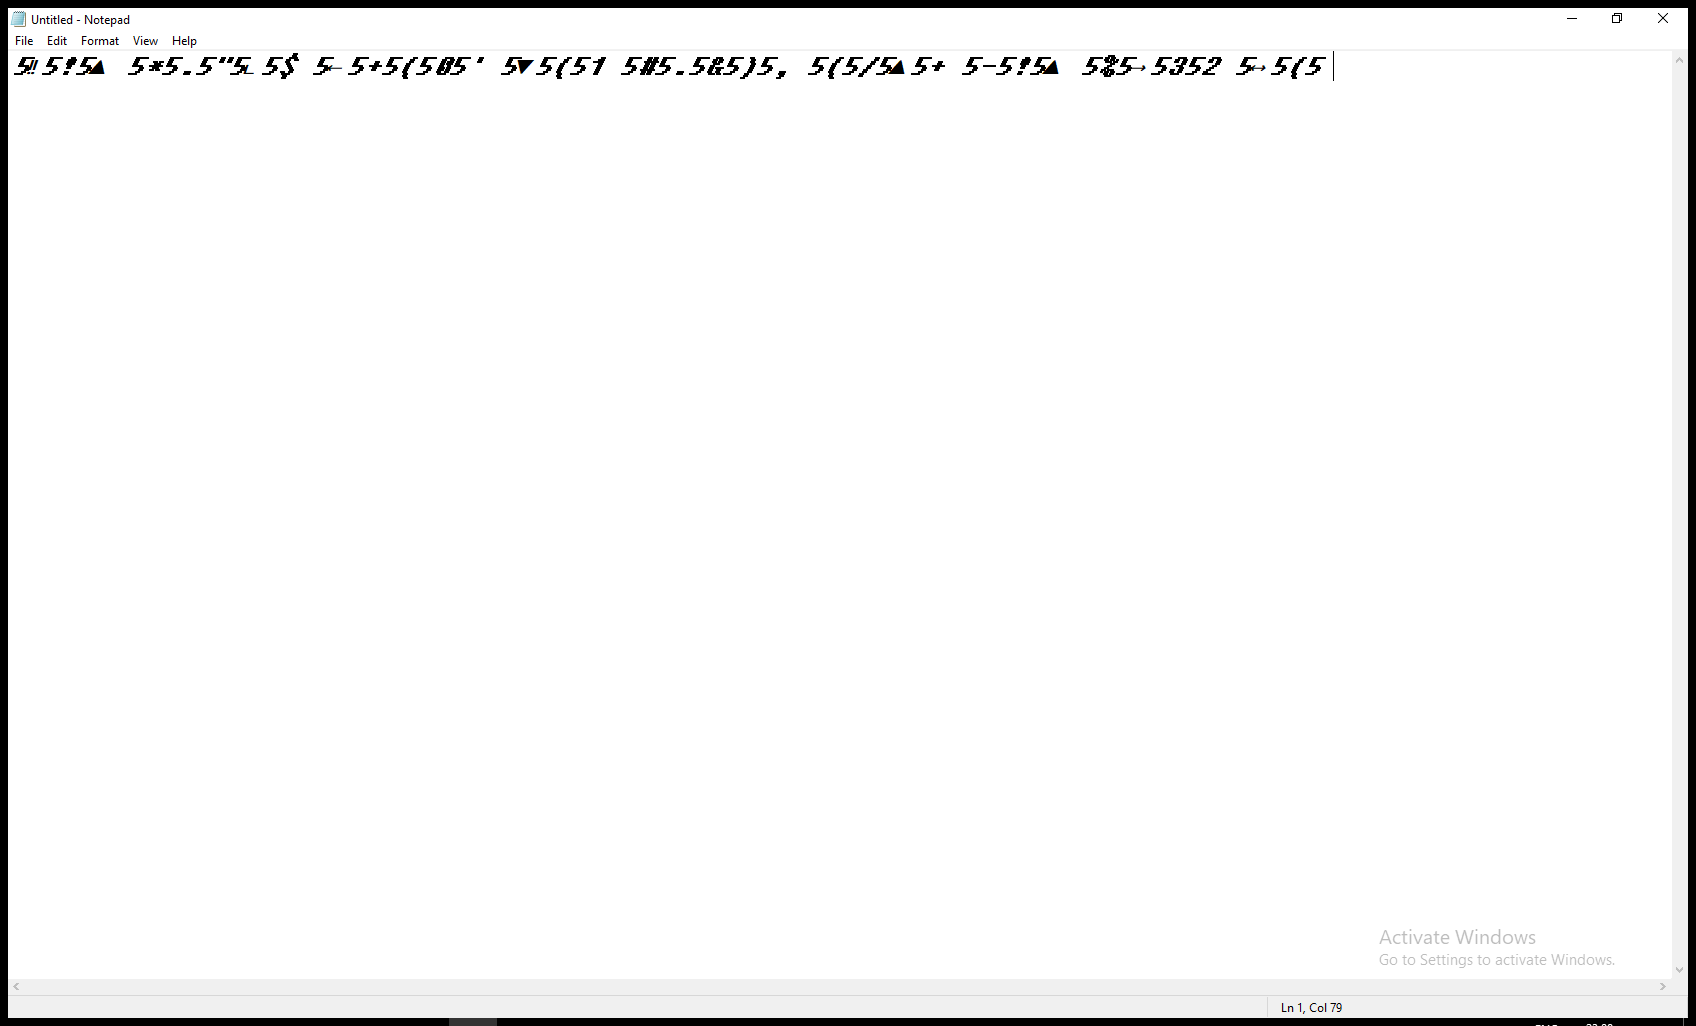 Untitled - Notepad
File Edit Format View Help
5‼5!5▲ 5*5.5"5∟5$ 5←5+5(505' 5▼5(51 5#5.5&5)5, 5(5/5▲5+ 5-5!5▲ 5%5→5352 5↔5(5
Activate Windows
Go to Settings to activate Windows.
Ln 1, Col 79